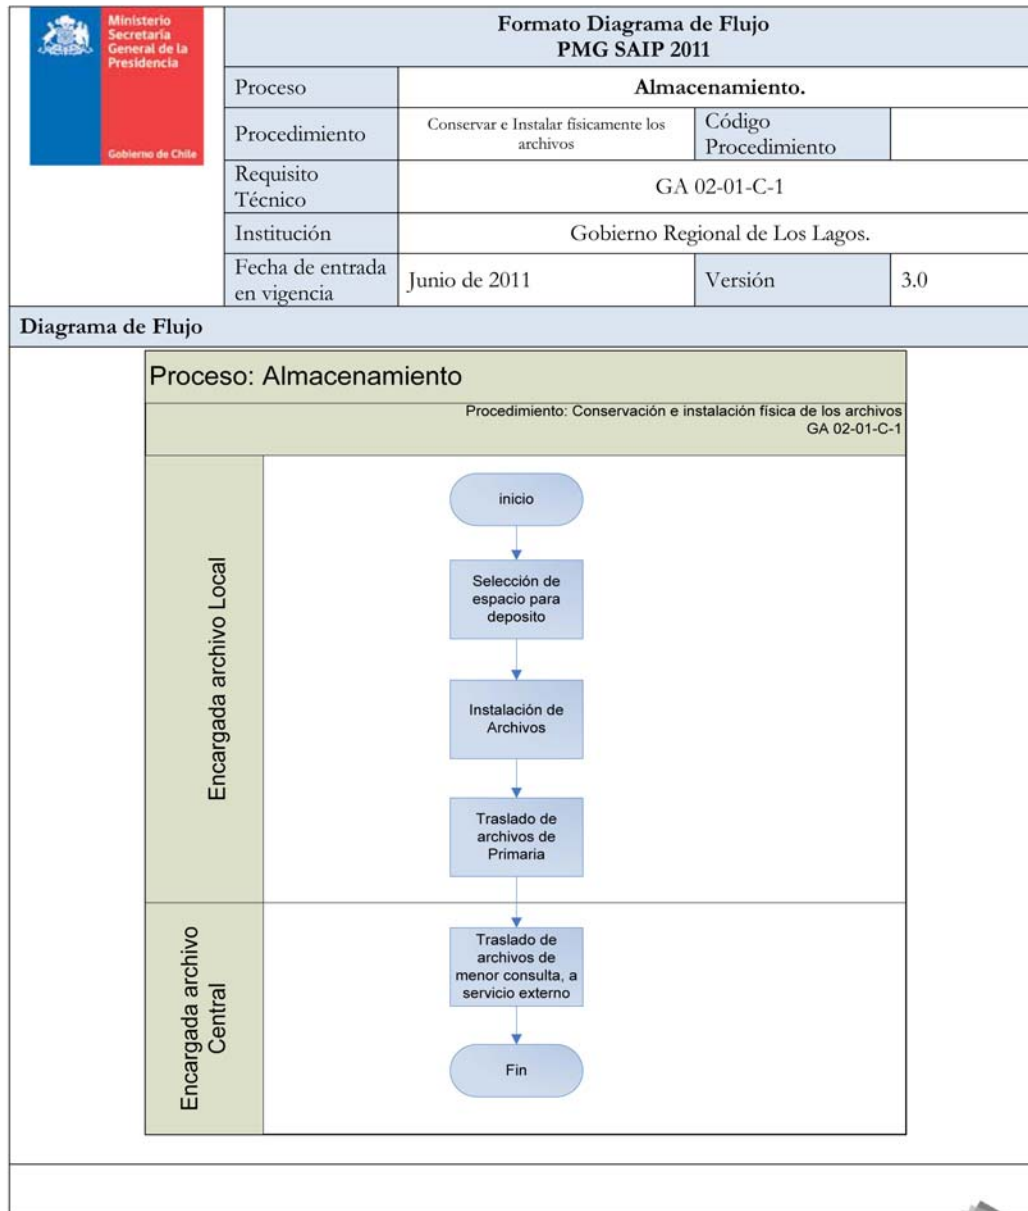 Ministerio
Secretaría
General de la
Presidencia
Gobierno de Chile
Formato Diagrama de Flujo
PMG SAIP 2011
Proceso
Almacenamiento.
Procedimiento
Conservar e Instalar físicamente los
archivos
Código
Procedimiento
Requisito
Técnico
GA 02-01-C-1
Institución
Gobierno Regional de Los Lagos.
Fecha de entrada
en vigencia
Junio de 2011
Versión
3.0
Diagrama de Flujo
Proceso: Almacenamiento
Procedimiento: Conservación e instalación física de los archivos
GA 02-01-C-1
Encargada archivo Local
inicio
Selección de
espacio para
deposito
Instalación de
Archivos
Traslado de
archivos de
Primaria
Encargada archivo
Central
Traslado de
archivos de
menor consulta, a
servicio externo
Fin